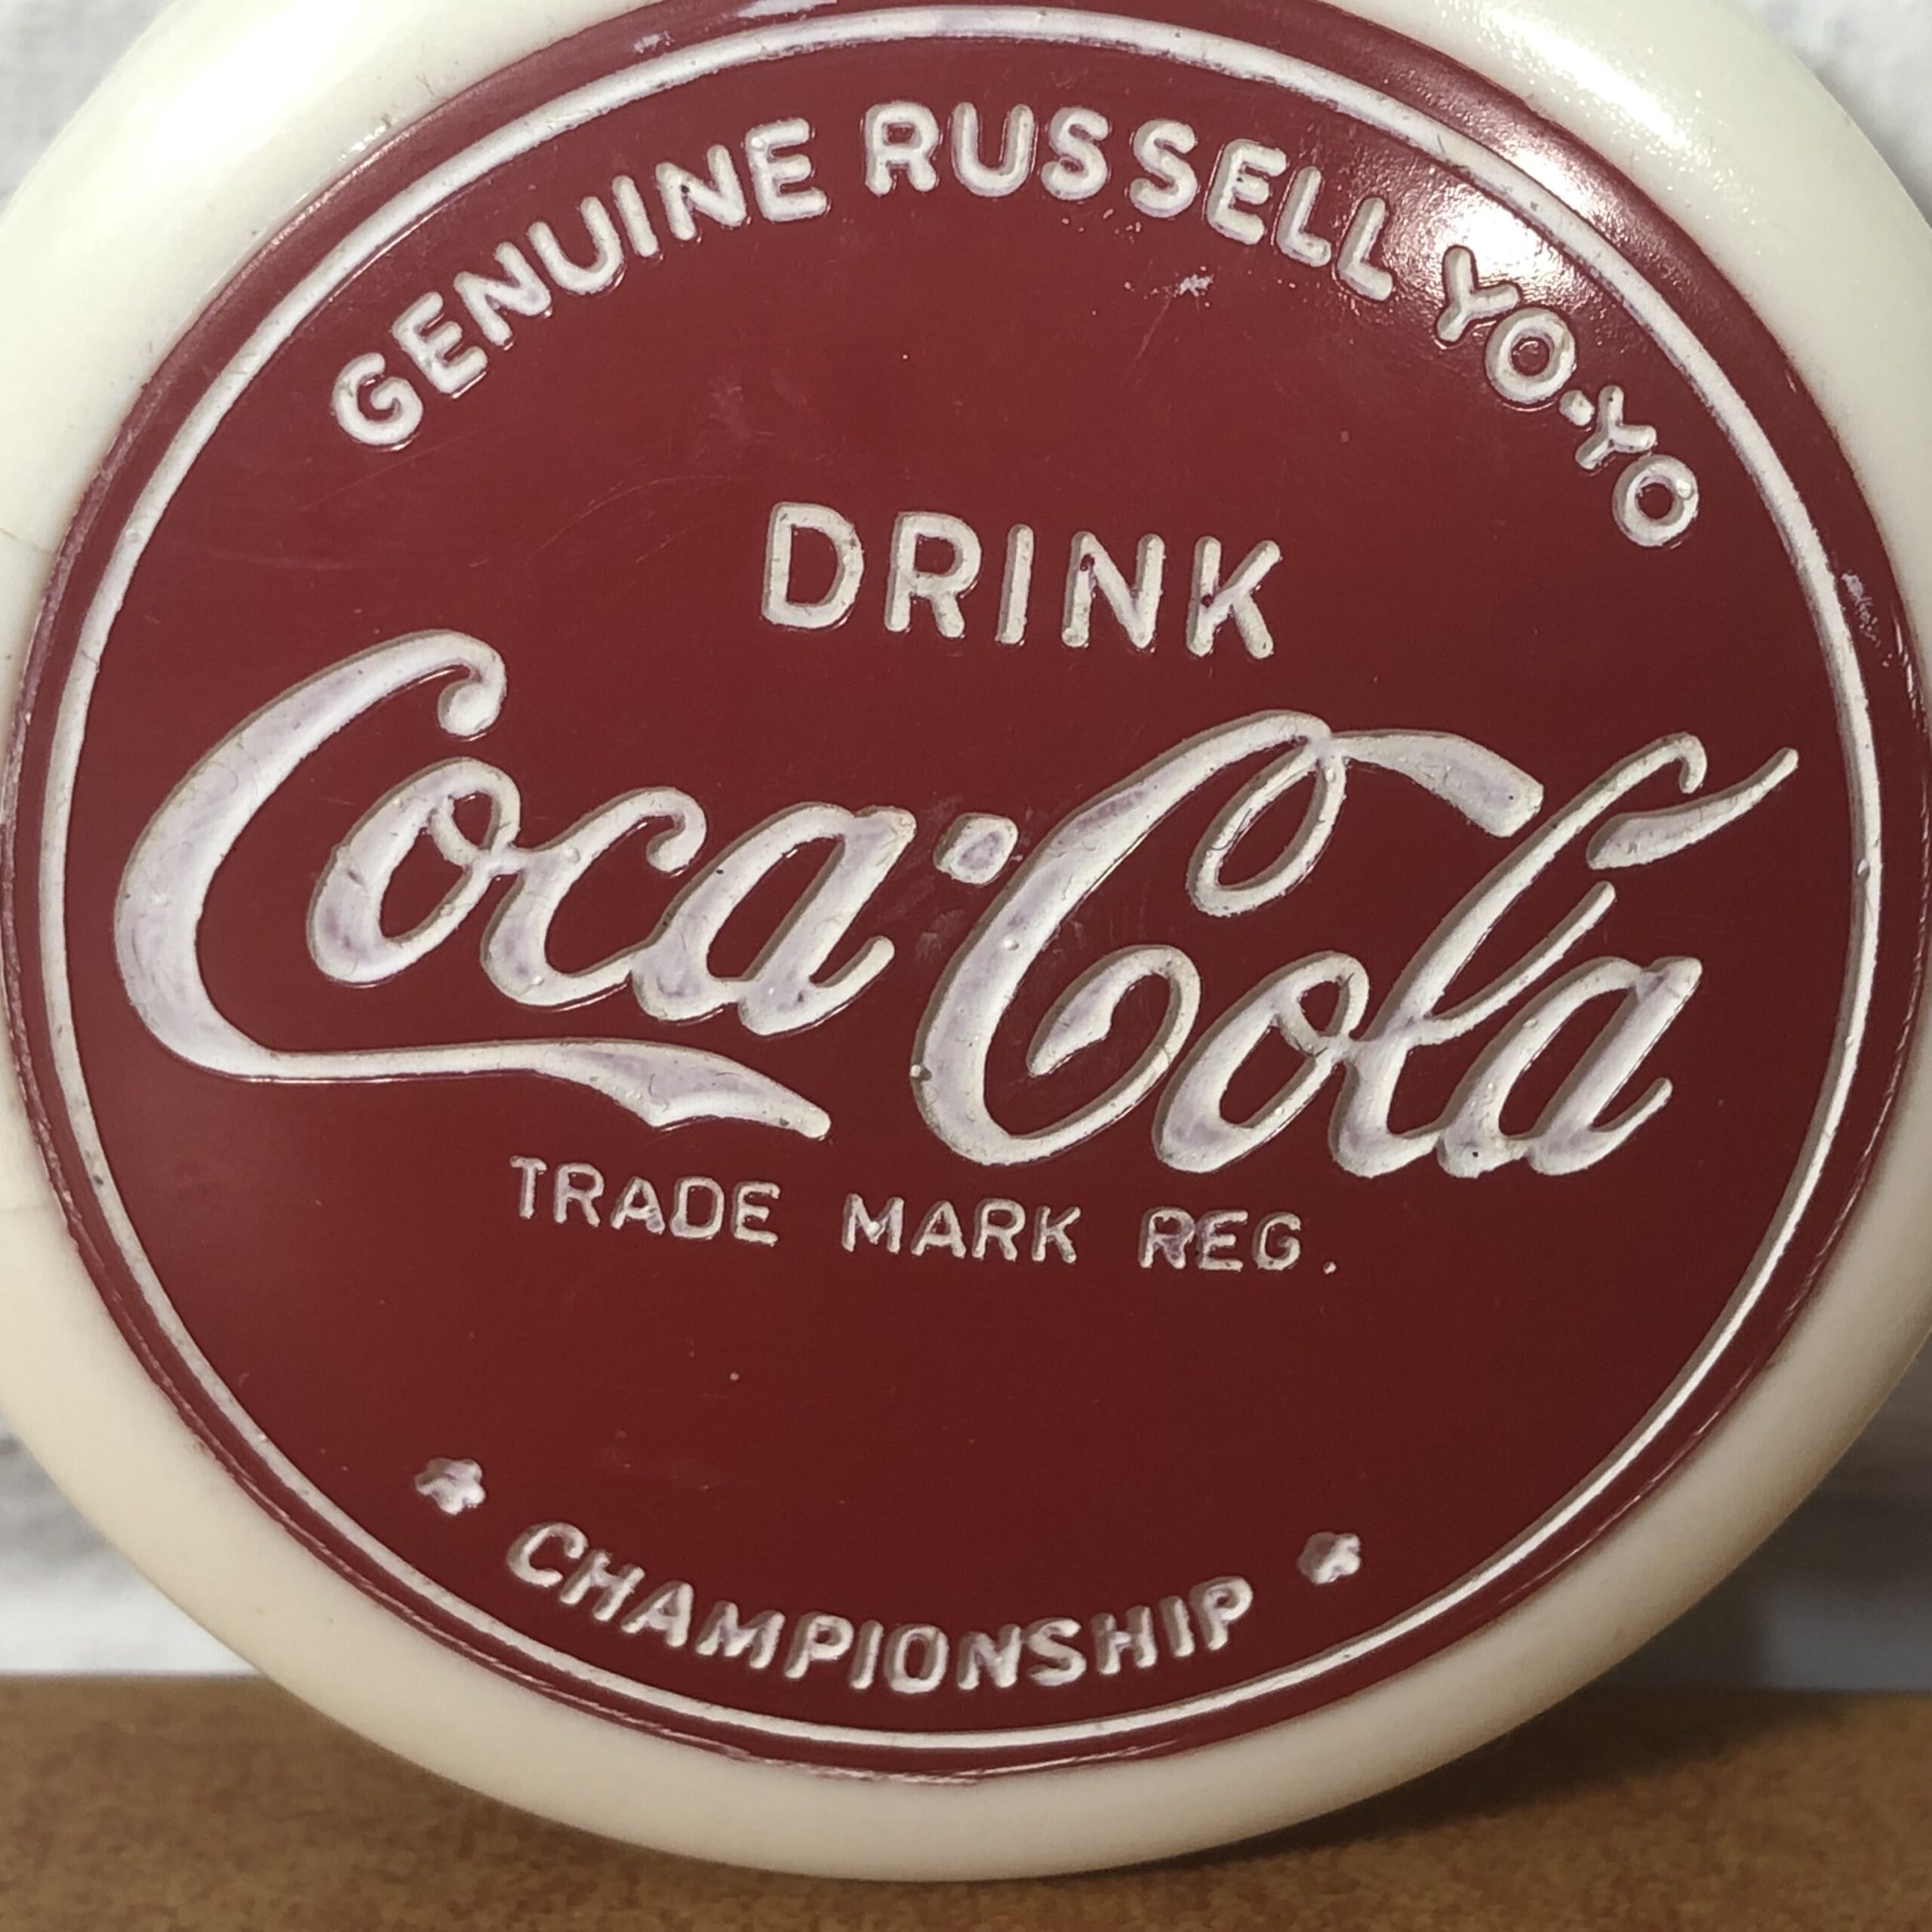 GENUINE RUSSELL YO·YO
DRINK
Coca·Cola
TRADE MARK REG.
CHAMPIONSHIP